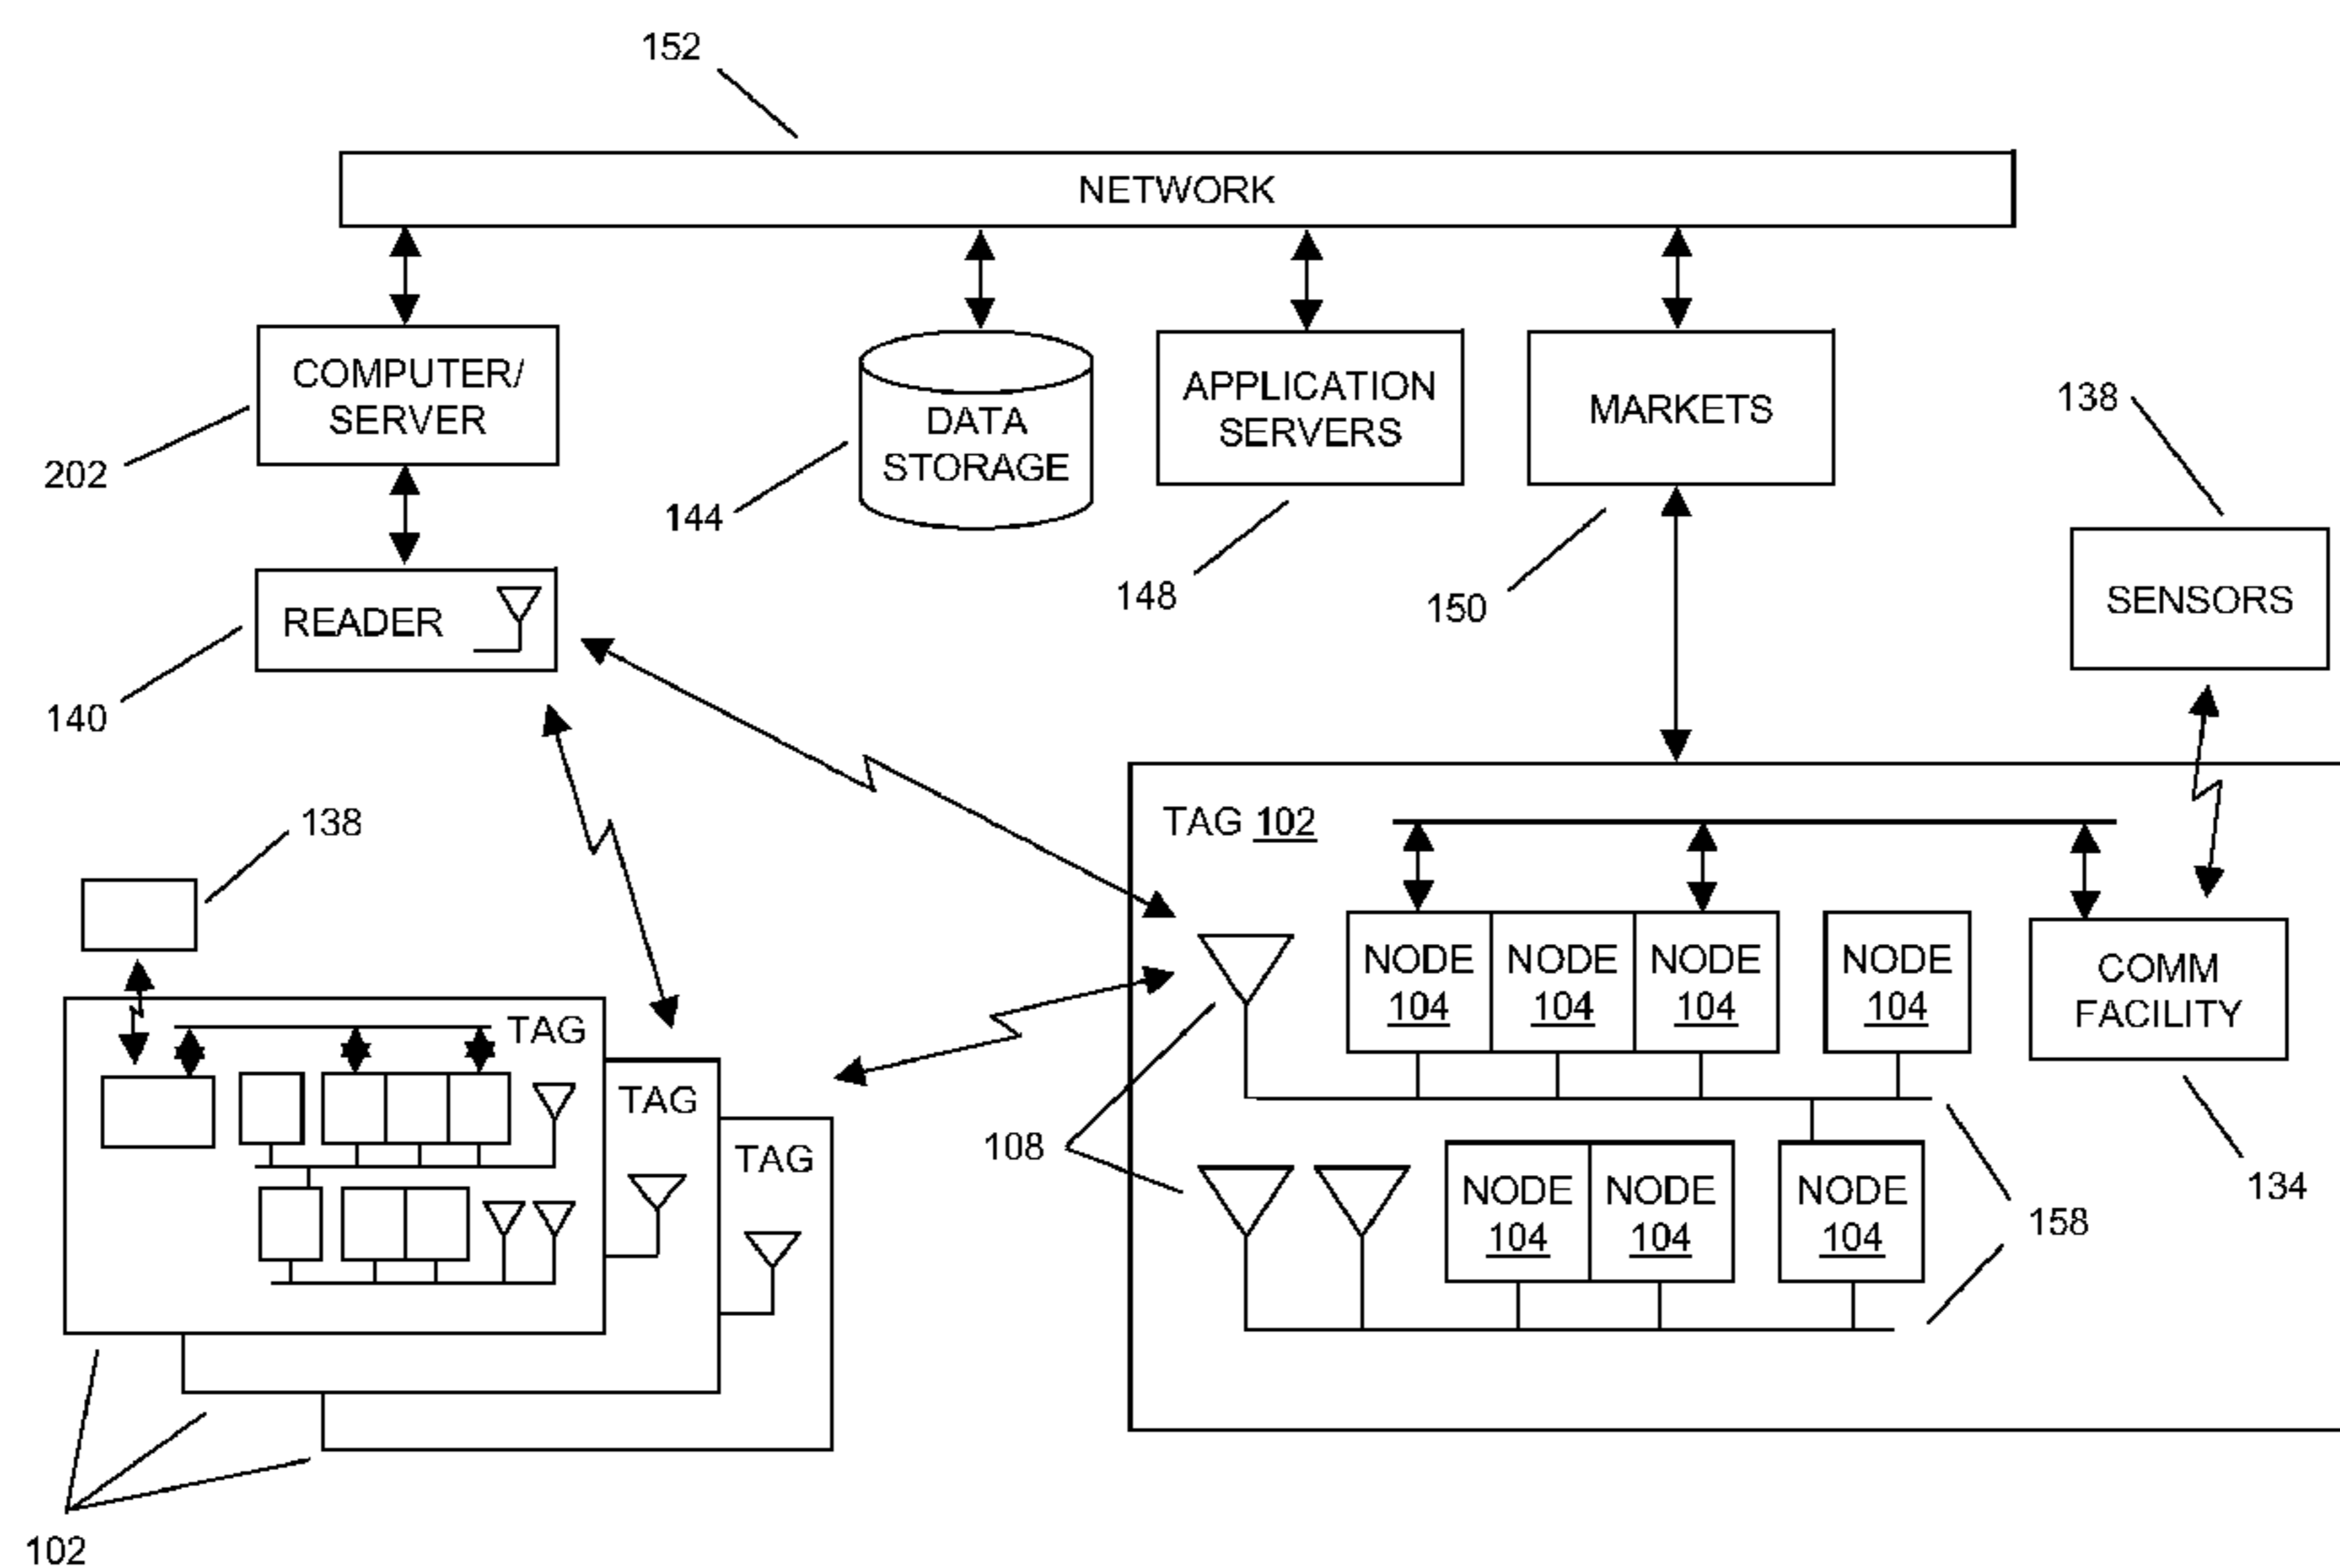 152
NETWORK
COMPUTER/
SERVER
202
DATA
STORAGE
144
APPLICATION
SERVERS
148
MARKETS
150
138
SENSORS
READER
140
138
TAG
TAG
TAG
102
TAG 102
NODE
104
NODE
104
NODE
104
NODE
104
COMM
FACILITY
108
134
NODE
104
NODE
104
NODE
104
158